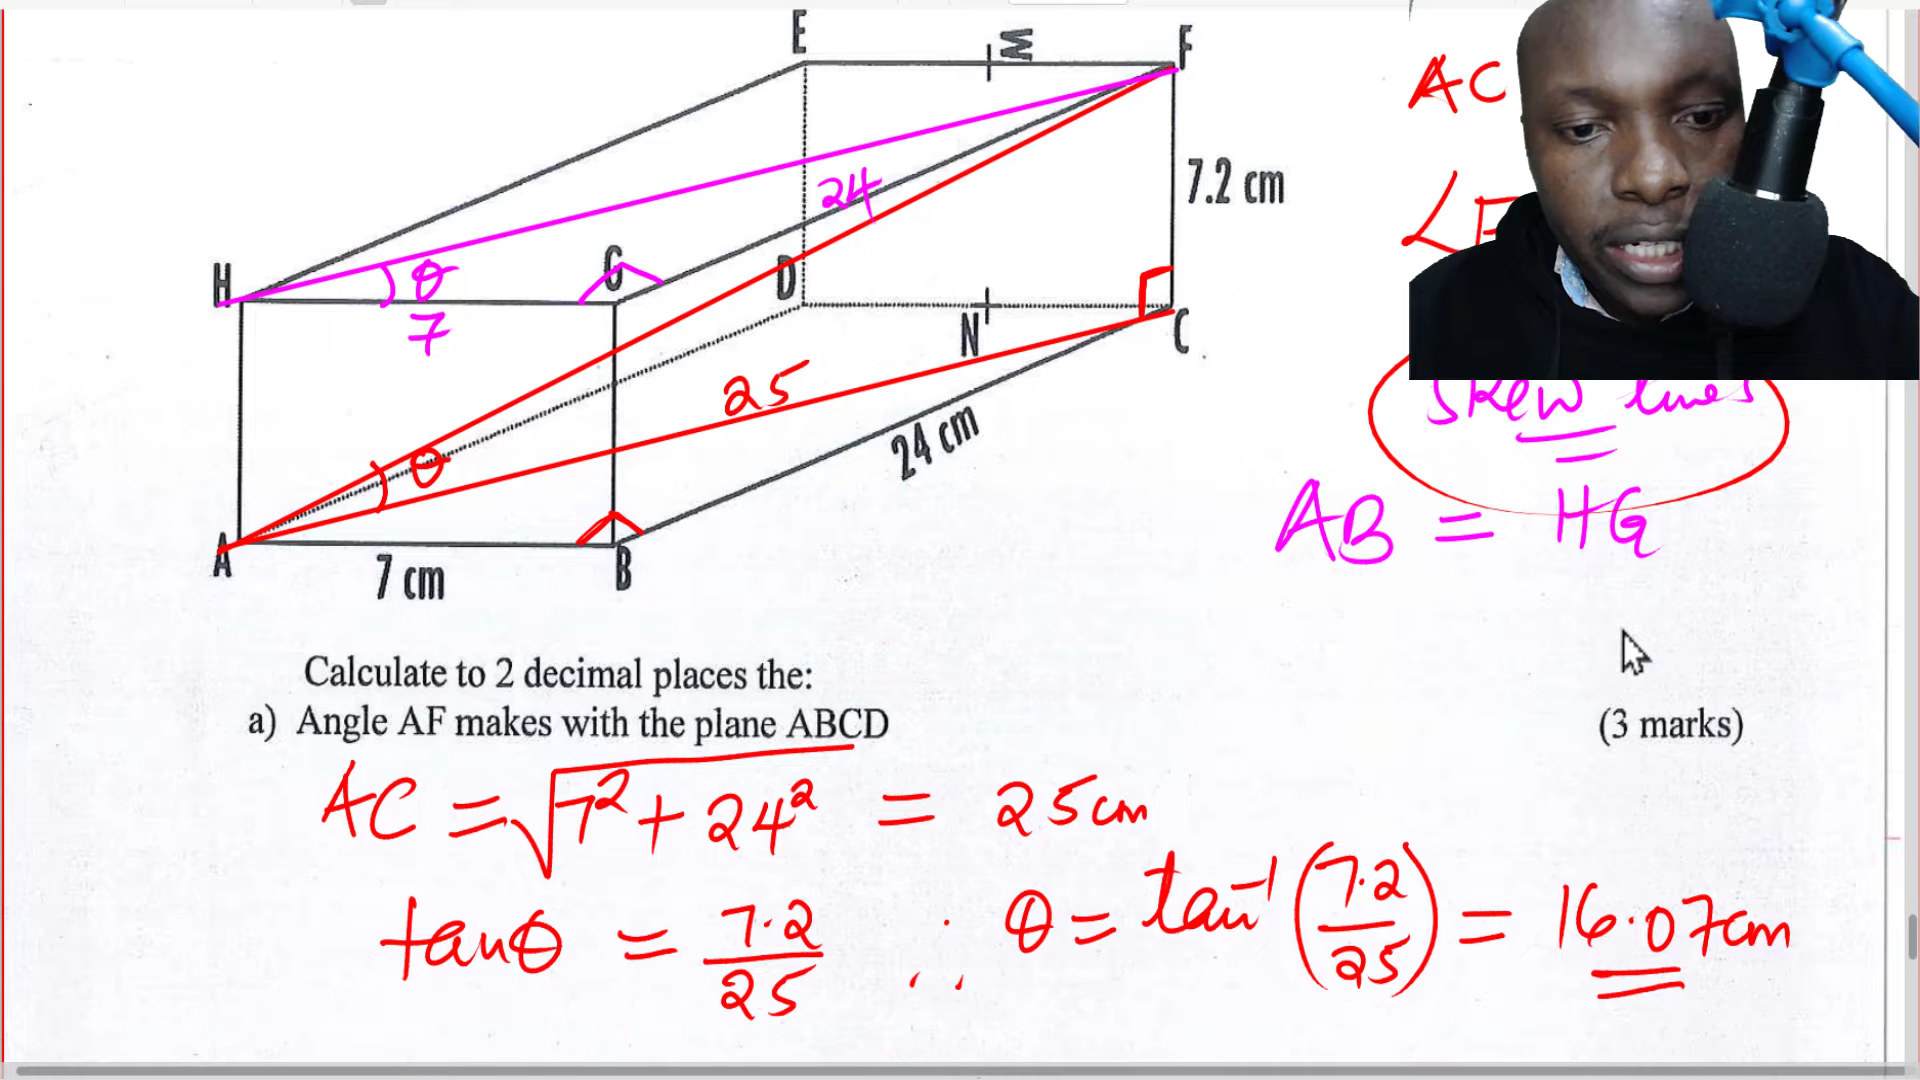 E M F
AC
24
7.2 cm
∠
H θ G D
7
N C
25
skew lines
24 cm
θ
AB = HG
A 7 cm B
Calculate to 2 decimal places the:
a) Angle AF makes with the plane ABCD (3 marks)
AC = √7² + 24² = 25cm
tanθ = 7.2/25 ∴ θ = tan⁻¹(7.2/25) = 16.07cm